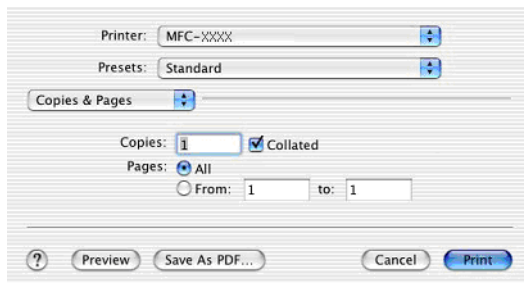 Printer: MFC-XXXX
Presets: Standard
Copies & Pages
Copies: 1 Collated
Pages: All
From: 1 to: 1
? Preview Save As PDF... Cancel Print